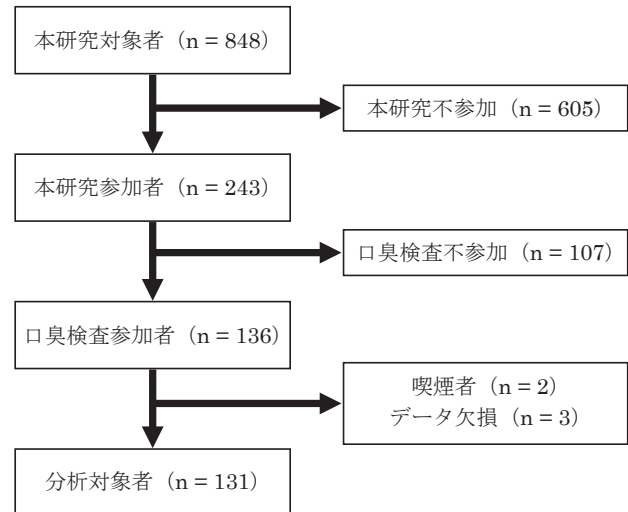 本研究対象者（n = 848）
本研究不参加（n = 605）
本研究参加者（n = 243）
口臭検査不参加（n = 107）
口臭検査参加者（n = 136）
喫煙者（n = 2）
データ欠損（n = 3）
分析対象者（n = 131）